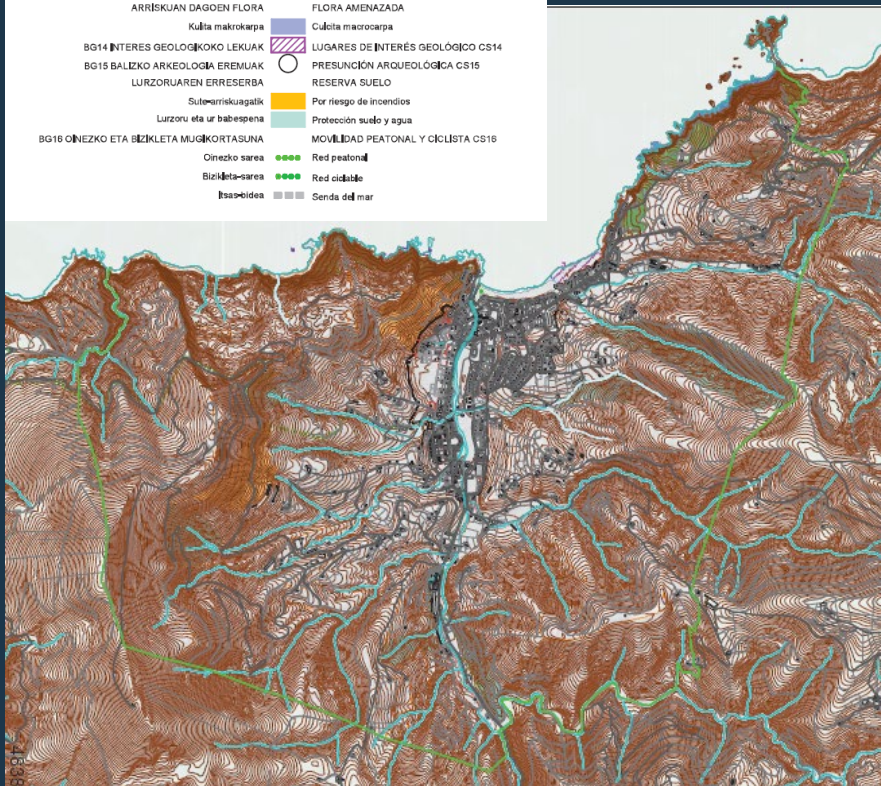 ARRISKUAN DAGOEN FLORA FLORA AMENAZADA
Kulita makrokarpa Culcita macrocarpa
BG14 INTERES GEOLOGIKOKO LEKUAK LUGARES DE INTERÉS GEOLÓGICO CS14
BG15 BALIZKO ARKEOLOGIA EREMUAK PRESUNCIÓN ARQUEOLÓGICA CS15
LURZORUAREN ERRESERBA RESERVA SUELO
Sute-arriskuagatik Por riesgo de incendios
Lurzoru eta ur babespena Protección suelo y agua
BG16 OINEZKO ETA BIZIKLETA MUGIKORTASUNA MOVILIDAD PEATONAL Y CICLISTA CS16
Oinezko sarea Red peatonal
Bizikleta-sarea Red ciclable
Itsas-bidea Senda del mar